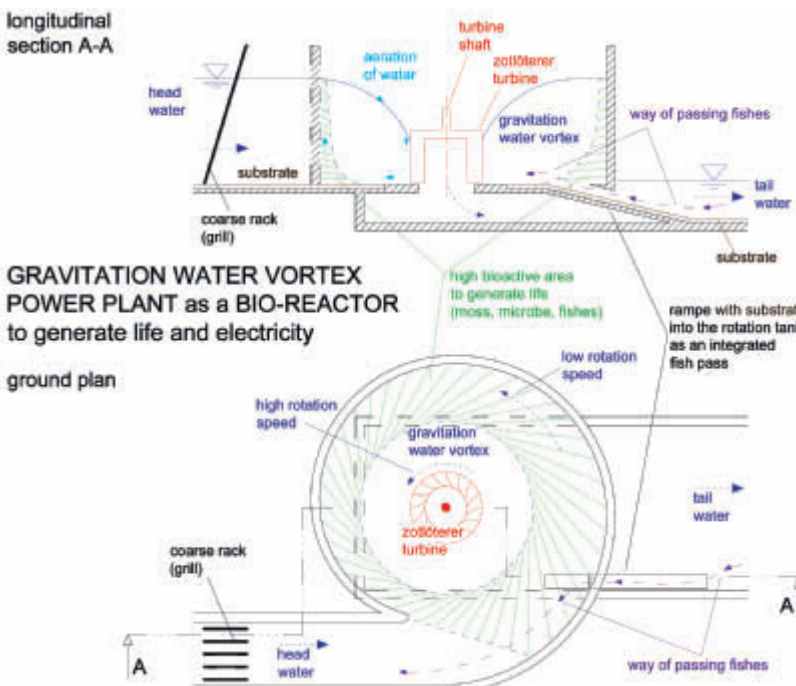 longitudinal
section A-A
turbine
shaft
aeration
of water
zotlöterer
turbine
head
water
gravitation
water vortex
way of passing fishes
substrate
tail
water
coarse rack
(grill)
substrate
GRAVITATION WATER VORTEX
POWER PLANT as a BIO-REACTOR
to generate life and electricity
high bioactive area
to generate life
(moss, microbe, fishes)
rampe with substrat
into the rotation tank
as an integrated
fish pass
ground plan
low rotation
speed
high rotation
speed
gravitation
water vortex
tail
water
zotlöterer
turbine
coarse rack
(grill)
A
A
head
water
way of passing fishes